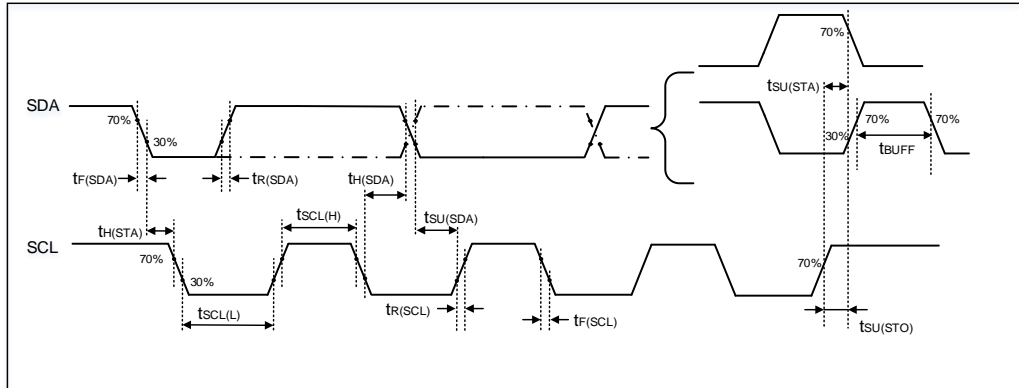 70%
tSU(STA)
SDA
70%
30%
30%
70%
70%
tBUFF
tF(SDA)
tR(SDA)
tH(SDA)
tSCL(H)
tSU(SDA)
tH(STA)
SCL
70%
30%
70%
tSCL(L)
tR(SCL)
tF(SCL)
tSU(STO)